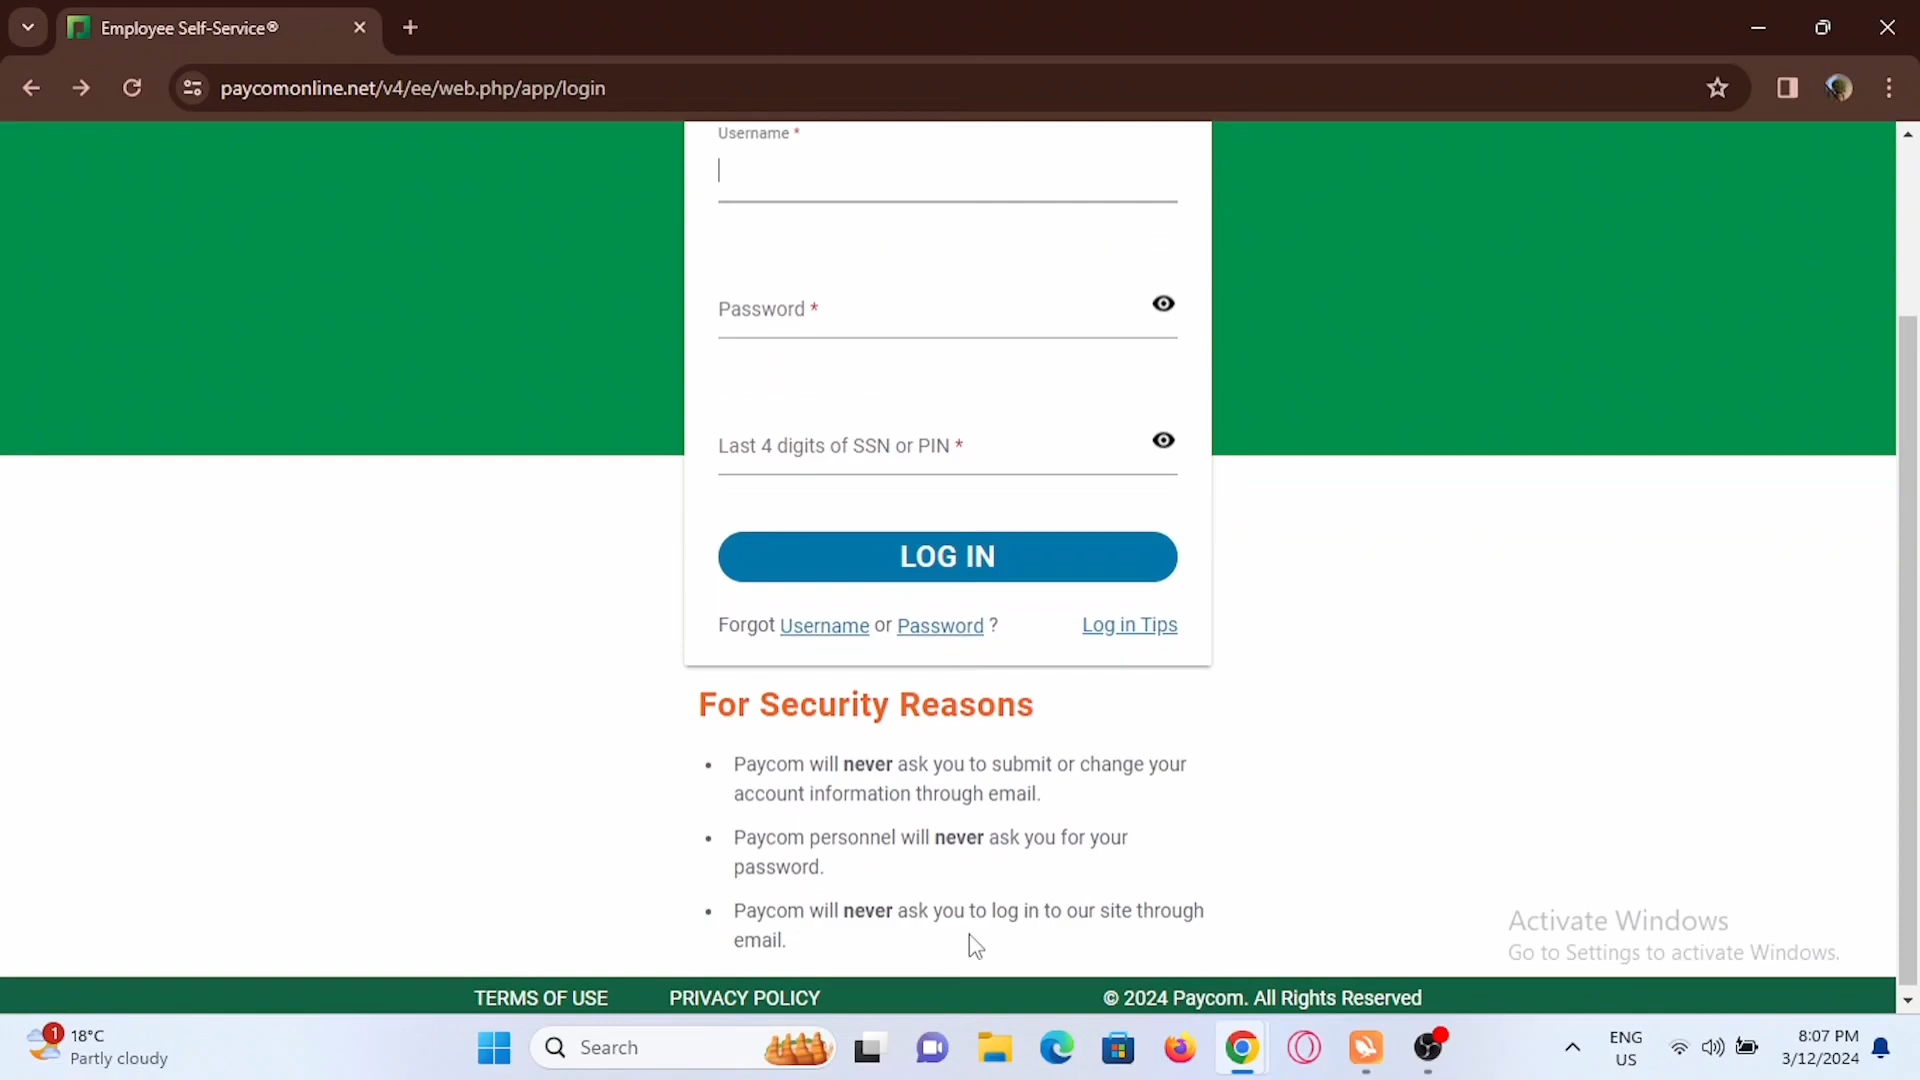 Employee Self-Service®
paycomonline.net/v4/ee/web.php/app/login
Username *
Password *
Last 4 digits of SSN or PIN *
LOG IN
Forgot Username or Password ? Log in Tips
For Security Reasons
• Paycom will never ask you to submit or change your
account information through email.
• Paycom personnel will never ask you for your
password.
• Paycom will never ask you to log in to our site through
email.
Activate Windows
Go to Settings to activate Windows.
TERMS OF USE PRIVACY POLICY © 2024 Paycom. All Rights Reserved
1 18°C
Partly cloudy
Search
ENG
US
8:07 PM
3/12/2024